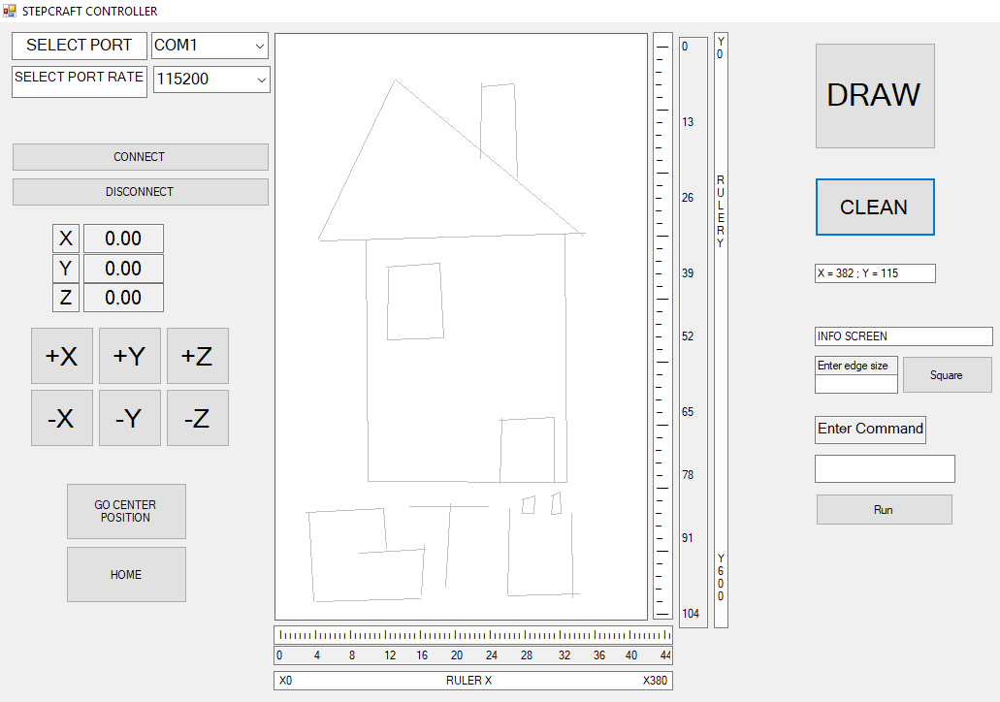 STEPCRAFT CONTROLLER
SELECT PORT
COM1
SELECT PORT RATE
115200
CONNECT
DISCONNECT
X
0.00
Y
0.00
Z
0.00
+X
+Y
+Z
-X
-Y
-Z
GO CENTER
POSITION
HOME
GTÜ
0
13
26
39
52
65
78
91
104
Y0
RULERY
Y600
0 4 8 12 16 20 24 28 32 36 40 44
X0 RULER X X380
DRAW
CLEAN
X = 382 ; Y = 115
INFO SCREEN
Enter edge size
Square
Enter Command
Run